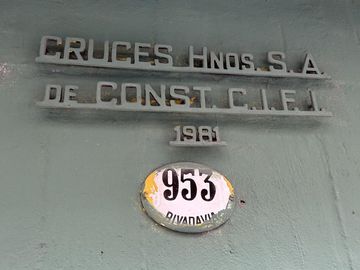 CRUCES HNOS S.A.
DE CONST. C.I.F.I.
1981
953
RIVADAVIA